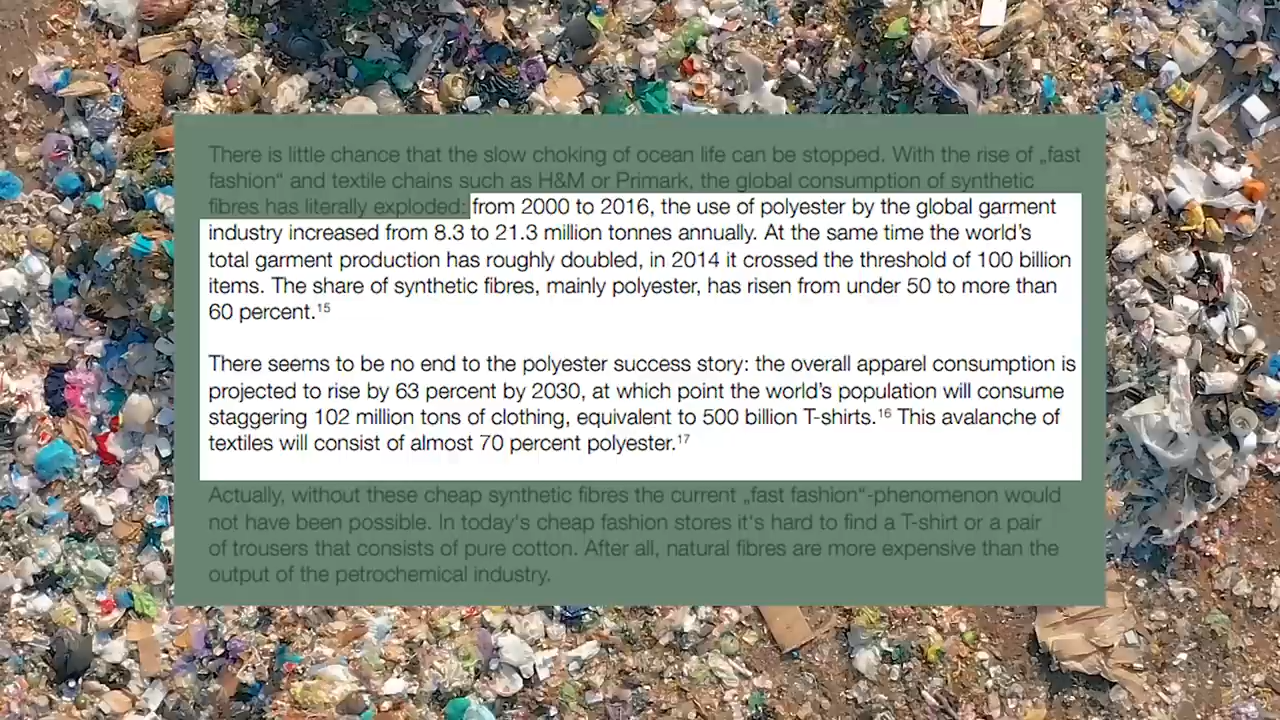 There is little chance that the slow choking of ocean life can be stopped. With the rise of „fast
fashion“ and textile chains such as H&M or Primark, the global consumption of synthetic
fibres has literally exploded: from 2000 to 2016, the use of polyester by the global garment
industry increased from 8.3 to 21.3 million tonnes annually. At the same time the world's
total garment production has roughly doubled, in 2014 it crossed the threshold of 100 billion
items. The share of synthetic fibres, mainly polyester, has risen from under 50 to more than
60 percent.¹⁵
There seems to be no end to the polyester success story: the overall apparel consumption is
projected to rise by 63 percent by 2030, at which point the world's population will consume
staggering 102 million tons of clothing, equivalent to 500 billion T-shirts.¹⁶ This avalanche of
textiles will consist of almost 70 percent polyester.¹⁷
Actually, without these cheap synthetic fibres the current „fast fashion“-phenomenon would
not have been possible. In today's cheap fashion stores it's hard to find a T-shirt or a pair
of trousers that consists of pure cotton. After all, natural fibres are more expensive than the
output of the petrochemical industry.